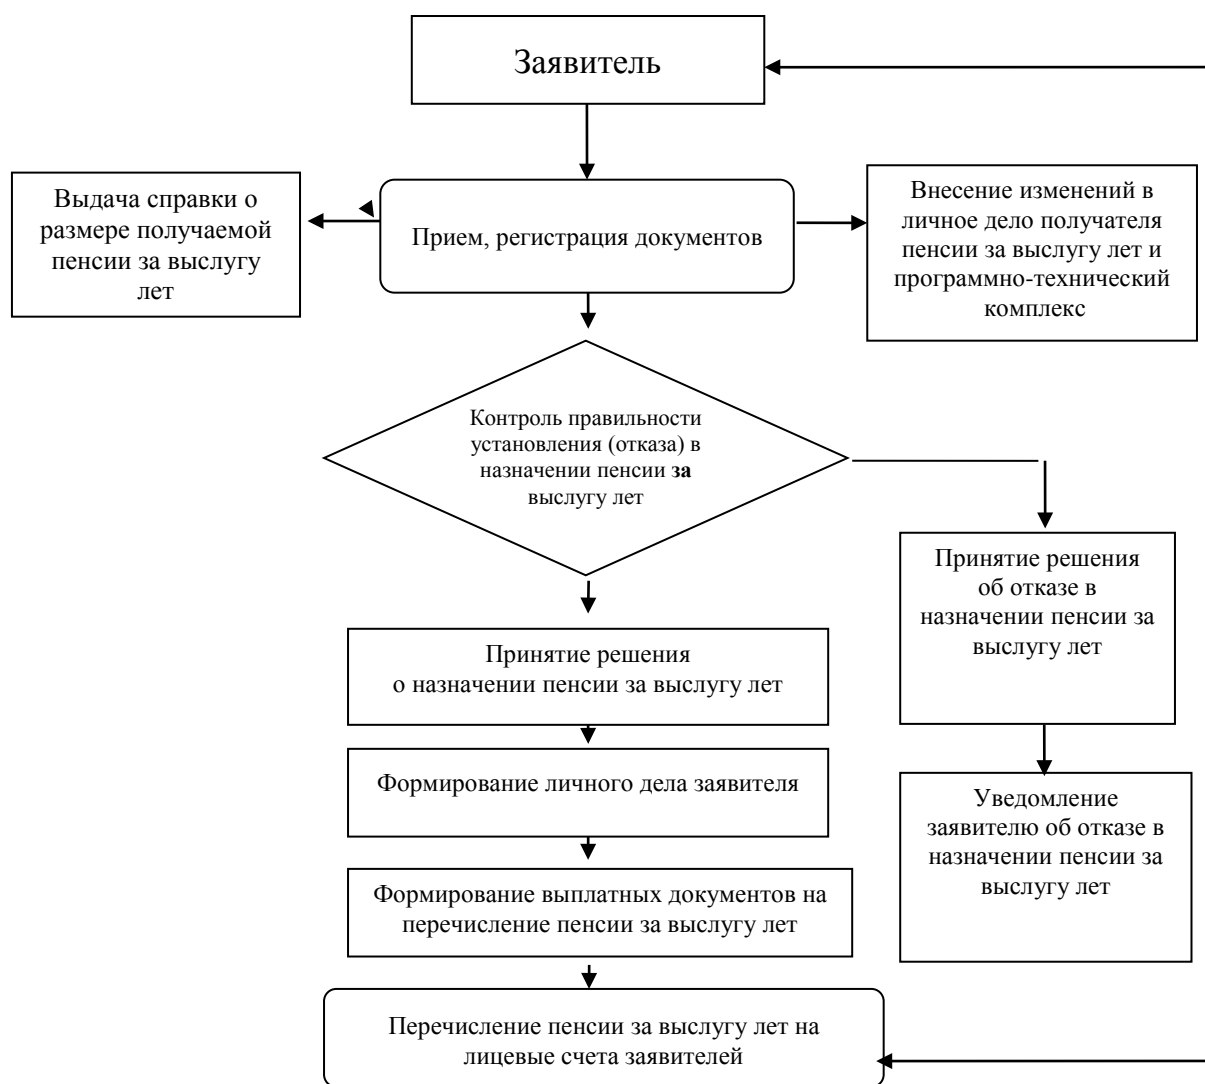 Заявитель
Выдача справки о
размере получаемой
пенсии за выслугу
лет
Прием, регистрация документов
Внесение изменений в
личное дело получателя
пенсии за выслугу лет и
программно-технический
комплекс
Контроль правильности
установления (отказа) в
назначении пенсии за
выслугу лет
Принятие решения
об отказе в
назначении пенсии за
выслугу лет
Принятие решения
о назначении пенсии за выслугу лет
Формирование личного дела заявителя
Уведомление
заявителю об отказе в
назначении пенсии за
выслугу лет
Формирование выплатных документов на
перечисление пенсии за выслугу лет
Перечисление пенсии за выслугу лет на
лицевые счета заявителей